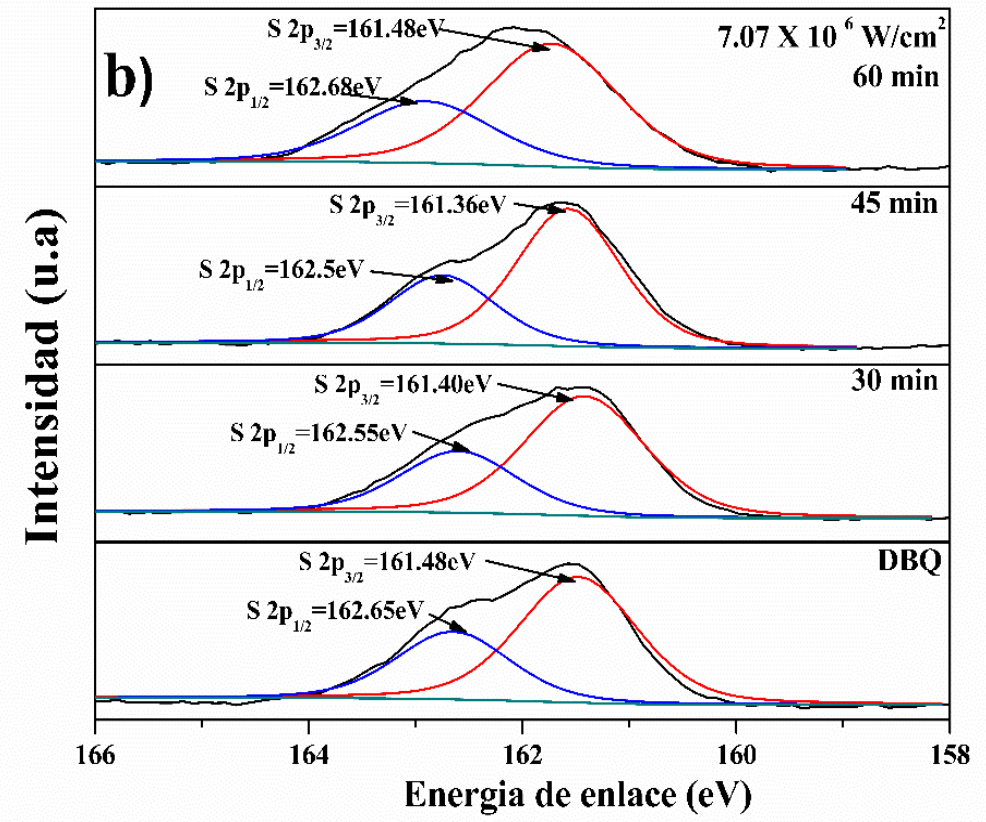 b)
7.07 X 10⁶ W/cm²
60 min
S 2p₃/₂=161.48eV
S 2p₁/₂=162.68eV
45 min
S 2p₃/₂=161.36eV
S 2p₁/₂=162.5eV
30 min
S 2p₃/₂=161.40eV
S 2p₁/₂=162.55eV
DBQ
S 2p₃/₂=161.48eV
S 2p₁/₂=162.65eV
Intensidad (u.a)
166 164 162 160 158
Energia de enlace (eV)